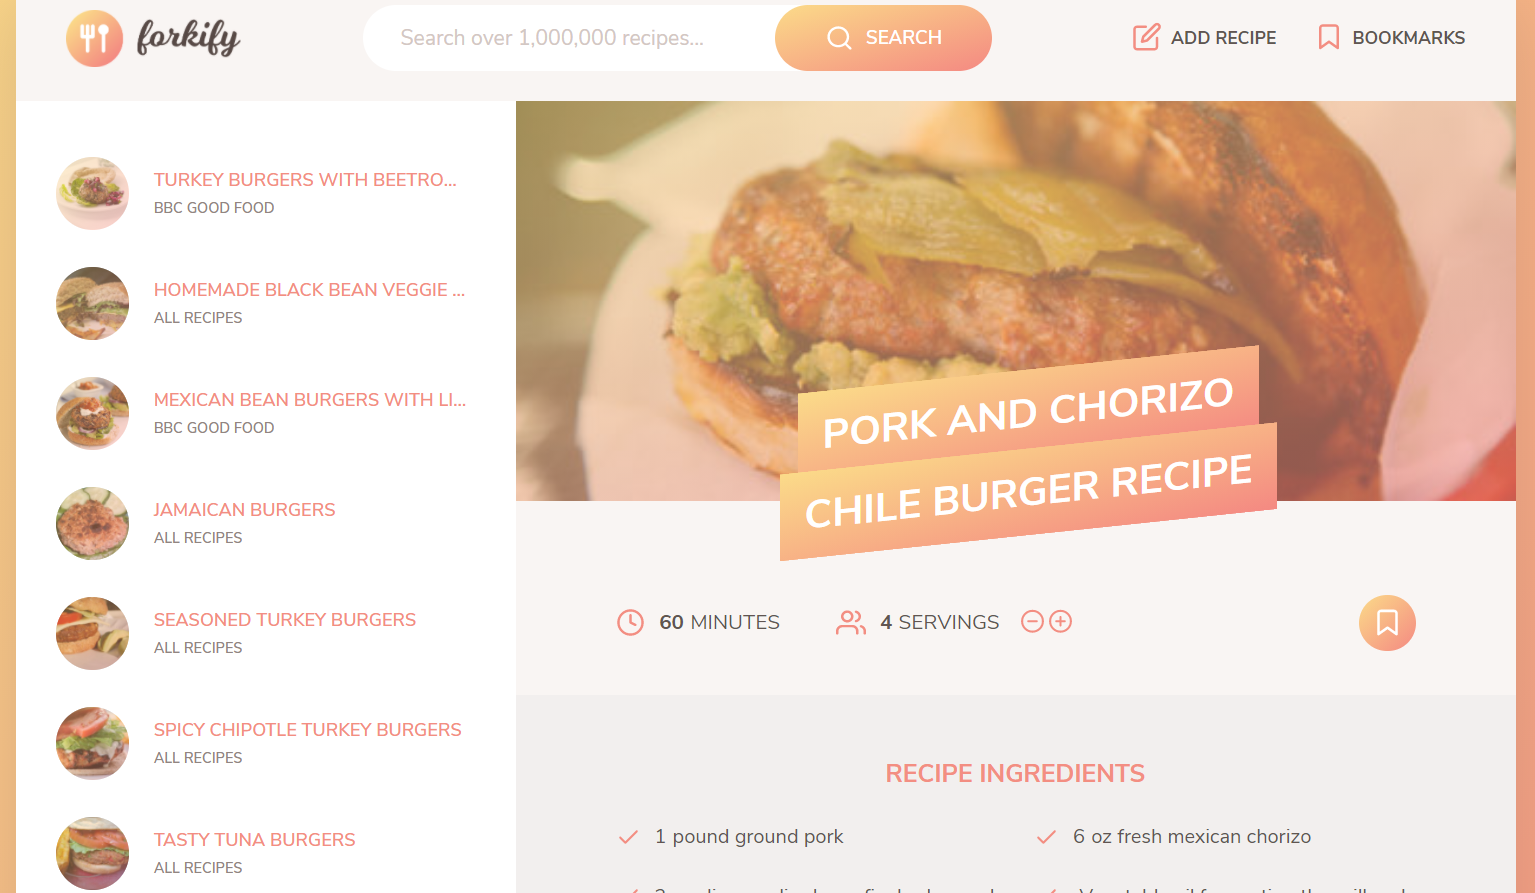 forkify
Search over 1,000,000 recipes...
SEARCH
ADD RECIPE
BOOKMARKS
TURKEY BURGERS WITH BEETRO...
BBC GOOD FOOD
HOMEMADE BLACK BEAN VEGGIE ...
ALL RECIPES
MEXICAN BEAN BURGERS WITH LI...
BBC GOOD FOOD
JAMAICAN BURGERS
ALL RECIPES
SEASONED TURKEY BURGERS
ALL RECIPES
SPICY CHIPOTLE TURKEY BURGERS
ALL RECIPES
TASTY TUNA BURGERS
ALL RECIPES
PORK AND CHORIZO
CHILE BURGER RECIPE
60 MINUTES
4 SERVINGS
RECIPE INGREDIENTS
1 pound ground pork
6 oz fresh mexican chorizo